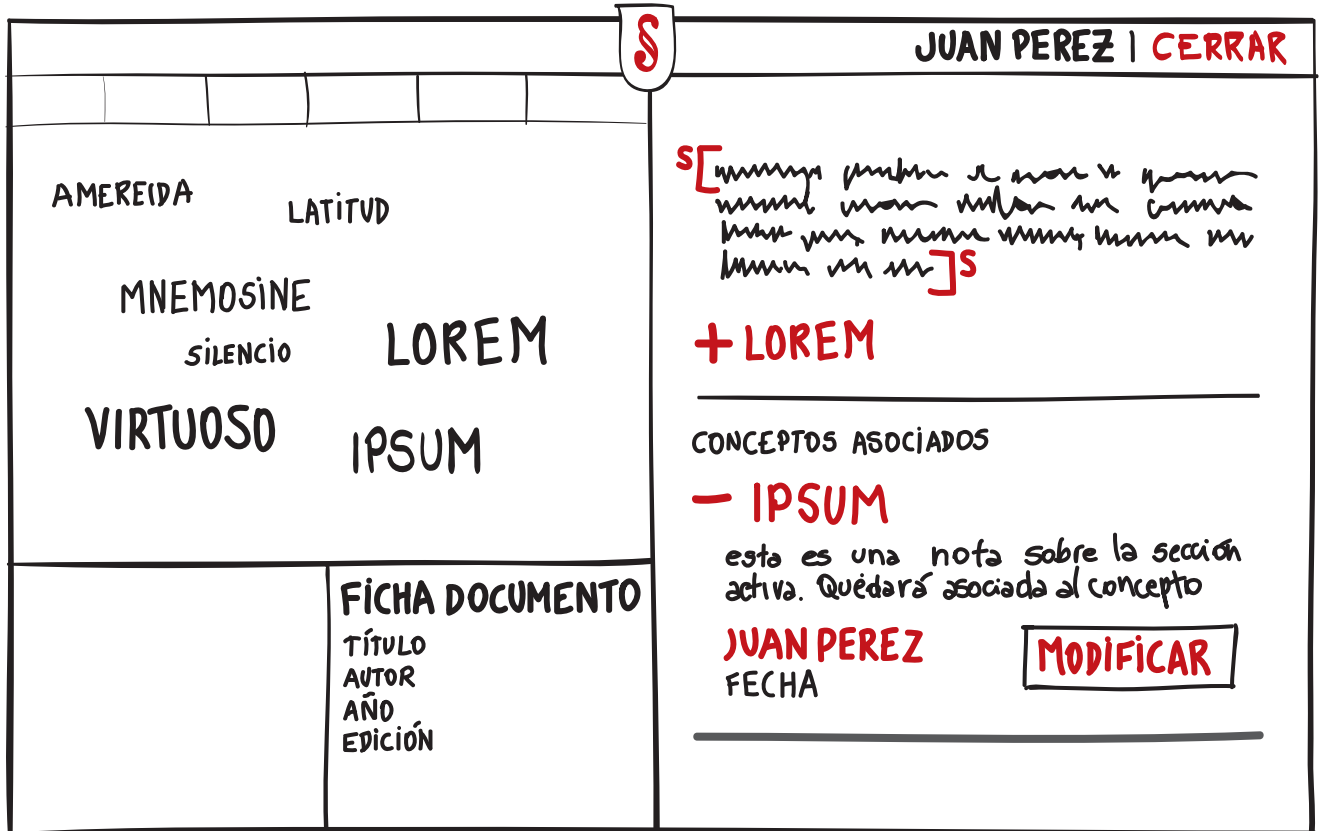 §
JUAN PEREZ | CERRAR
AMEREIDA
LATITUD
MNEMOSINE
SILENCIO
LOREM
VIRTUOSO
IPSUM
FICHA DOCUMENTO
TÍTULO
AUTOR
AÑO
EDICIÓN
S[
]S
+ LOREM
CONCEPTOS ASOCIADOS
— IPSUM
esta es una nota sobre la sección
activa. Quédará asociada al concepto
JUAN PEREZ
FECHA
MODIFICAR